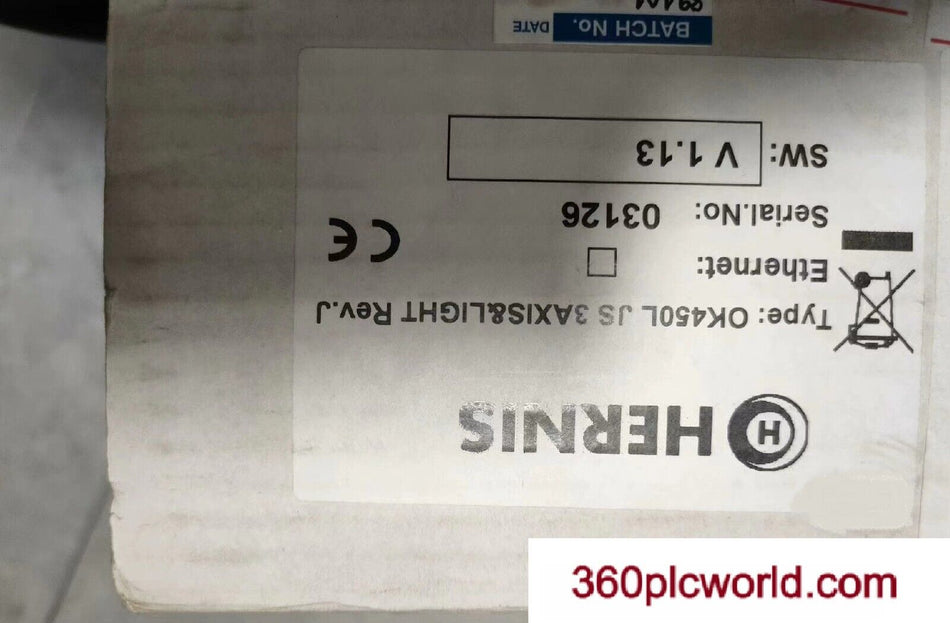 H HERNIS
Type: OK450L JS 3AXIS&LIGHT Rev.J
Ethernet:
Serial.No: 03126
CE
SW: V 1.13
BATCH No. DATE
360plcworld.com